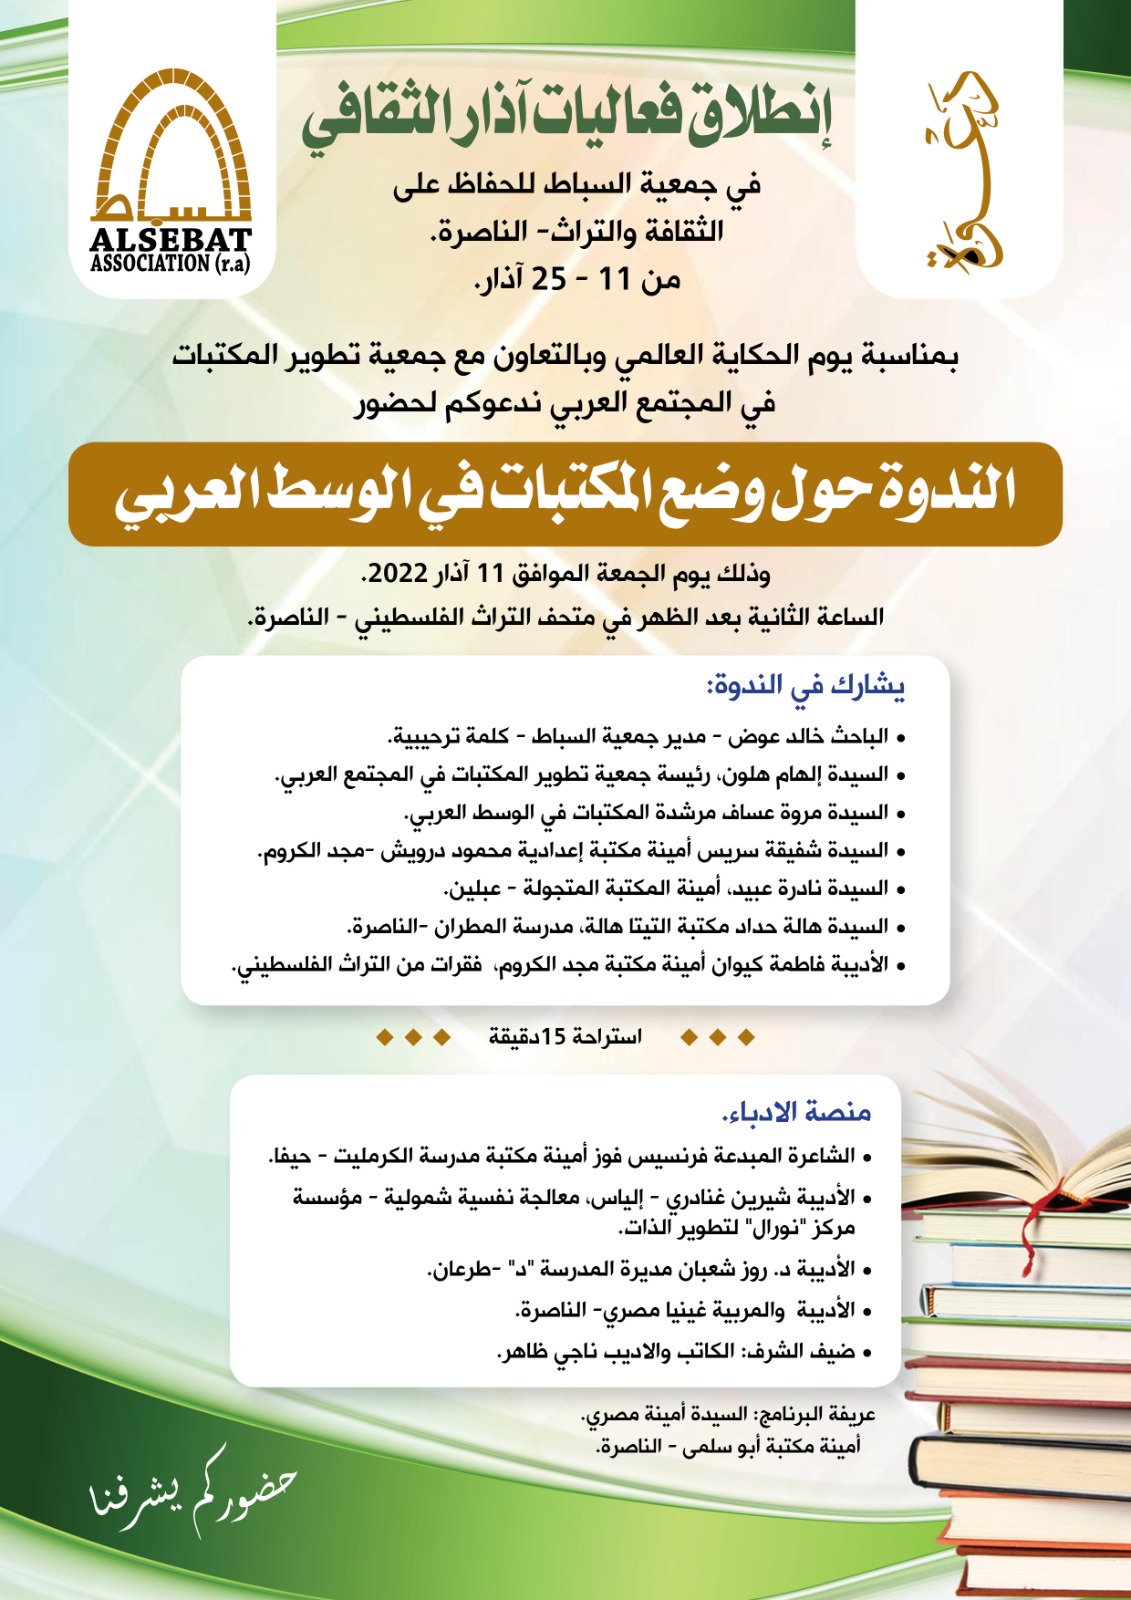 دعوة
سباط
ALSEBAT
ASSOCIATION (r.a)
إنطلاق فعاليات آذار الثقافي
في جمعية السباط للحفاظ على
الثقافة والتراث- الناصرة.
من 11 - 25 آذار.
بمناسبة يوم الحكاية العالمي وبالتعاون مع جمعية تطوير المكتبات
في المجتمع العربي ندعوكم لحضور
الندوة حول وضع المكتبات في الوسط العربي
وذلك يوم الجمعة الموافق 11 آذار 2022.
الساعة الثانية بعد الظهر في متحف التراث الفلسطيني - الناصرة.
يشارك في الندوة:
• الباحث خالد عوض - مدير جمعية السباط - كلمة ترحيبية.
• السيدة إلهام هلون، رئيسة جمعية تطوير المكتبات في المجتمع العربي.
• السيدة مروة عساف مرشدة المكتبات في الوسط العربي.
• السيدة شفيقة سريس أمينة مكتبة إعدادية محمود درويش -مجد الكروم.
• السيدة نادرة عبيد، أمينة المكتبة المتجولة - عبلين.
• السيدة هالة حداد مكتبة التيتا هالة، مدرسة المطران -الناصرة.
• الأديبة فاطمة كيوان أمينة مكتبة مجد الكروم، فقرات من التراث الفلسطيني.
استراحة 15دقيقة
منصة الادباء.
• الشاعرة المبدعة فرنسيس فوز أمينة مكتبة مدرسة الكرمليت - حيفا.
• الأديبة شيرين غنادري - إلياس، معالجة نفسية شمولية - مؤسسة
مركز "نورال" لتطوير الذات.
• الأديبة د. روز شعبان مديرة المدرسة "د" -طرعان.
• الأديبة والمربية غينيا مصري- الناصرة.
• ضيف الشرف: الكاتب والاديب ناجي ظاهر.
عريفة البرنامج: السيدة أمينة مصري.
أمينة مكتبة أبو سلمى - الناصرة.
حضوركم يشرفنا